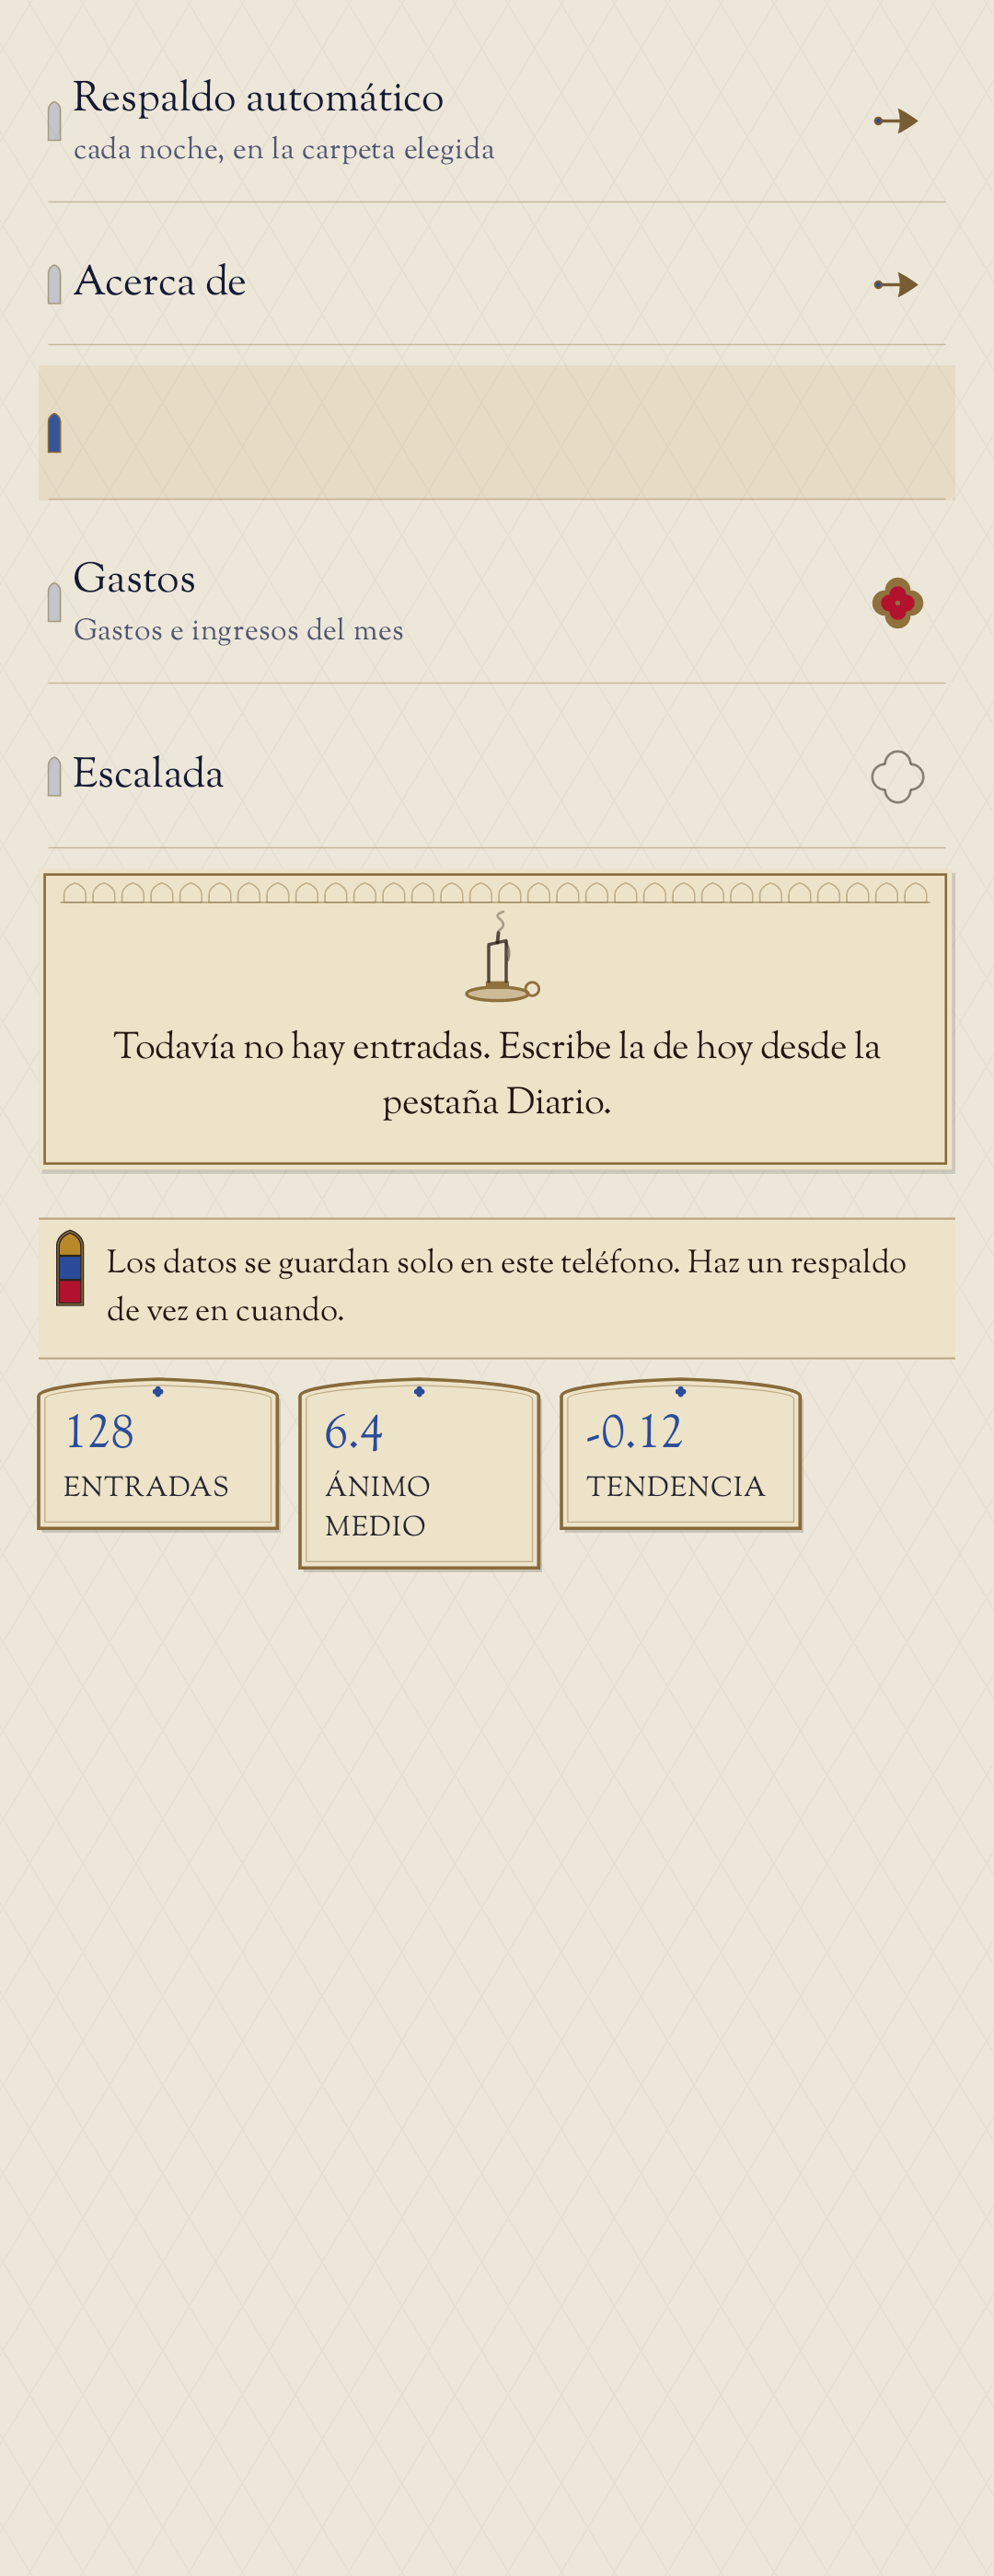 Respaldo automático
cada noche, en la carpeta elegida
Acerca de
Gastos
Gastos e ingresos del mes
Escalada
Todavía no hay entradas. Escribe la de hoy desde la
pestaña Diario.
Los datos se guardan solo en este teléfono. Haz un respaldo
de vez en cuando.
128
ENTRADAS
6.4
ÁNIMO
MEDIO
-0.12
TENDENCIA